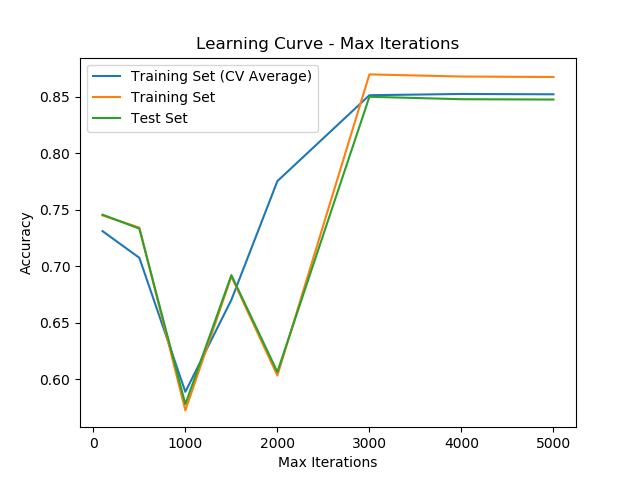 Learning Curve - Max Iterations
Training Set (CV Average)
Training Set
Test Set
Accuracy
0.85
0.80
0.75
0.70
0.65
0.60
0 1000 2000 3000 4000 5000
Max Iterations